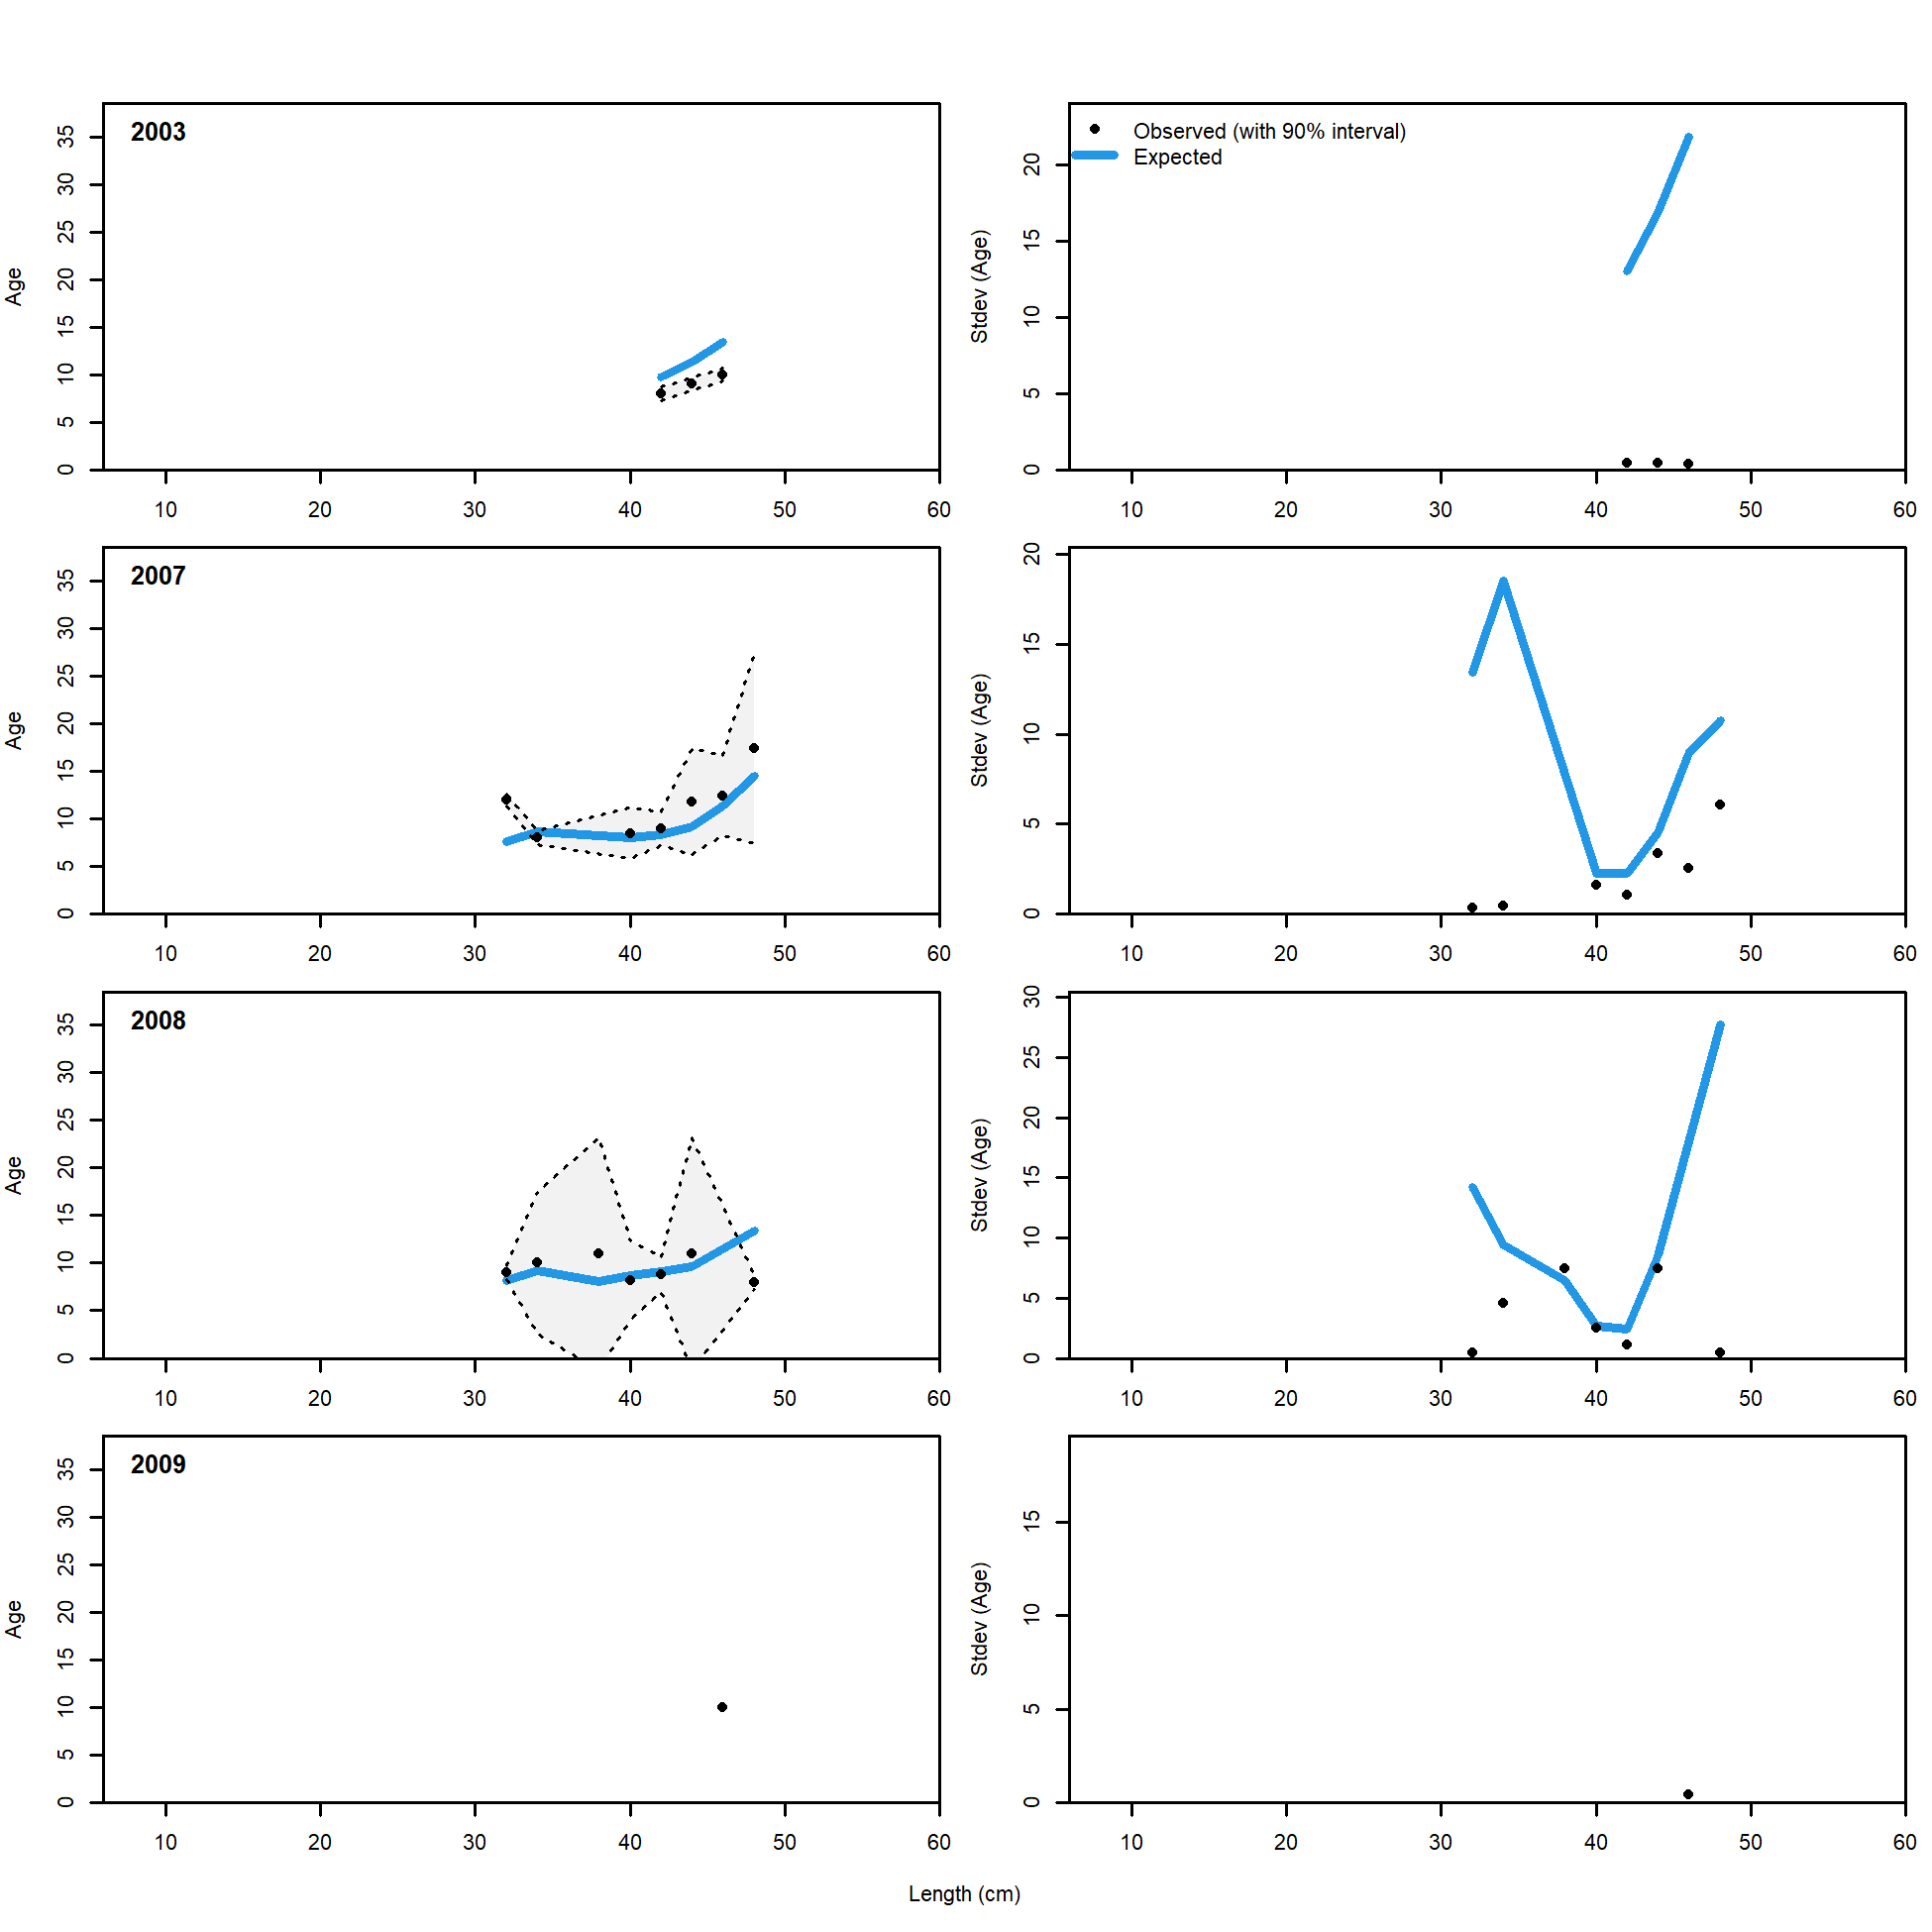 2003
Age
0 5 10 15 20 25 30 35
10 20 30 40 50 60
Observed (with 90% interval)
Expected
Stdev (Age)
0 5 10 15 20
10 20 30 40 50 60
2007
Age
0 5 10 15 20 25 30 35
10 20 30 40 50 60
Stdev (Age)
0 5 10 15 20
10 20 30 40 50 60
2008
Age
0 5 10 15 20 25 30 35
10 20 30 40 50 60
Stdev (Age)
0 5 10 15 20 25 30
10 20 30 40 50 60
2009
Age
0 5 10 15 20 25 30 35
10 20 30 40 50 60
Stdev (Age)
0 5 10 15
10 20 30 40 50 60
Length (cm)